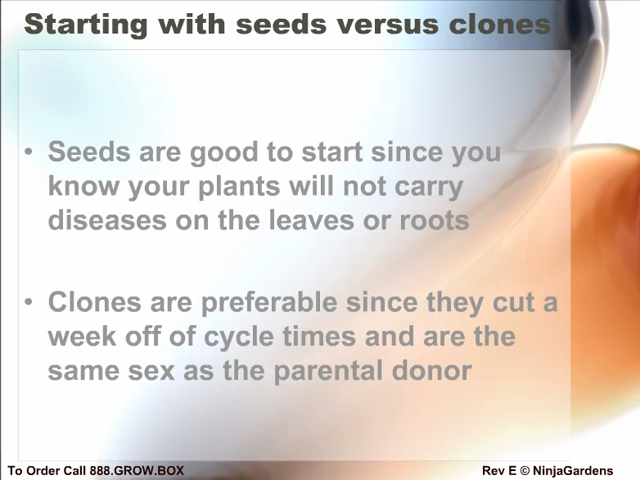 Starting with seeds versus clones
• Seeds are good to start since you
know your plants will not carry
diseases on the leaves or roots
• Clones are preferable since they cut a
week off of cycle times and are the
same sex as the parental donor
To Order Call 888.GROW.BOX
Rev E © NinjaGardens